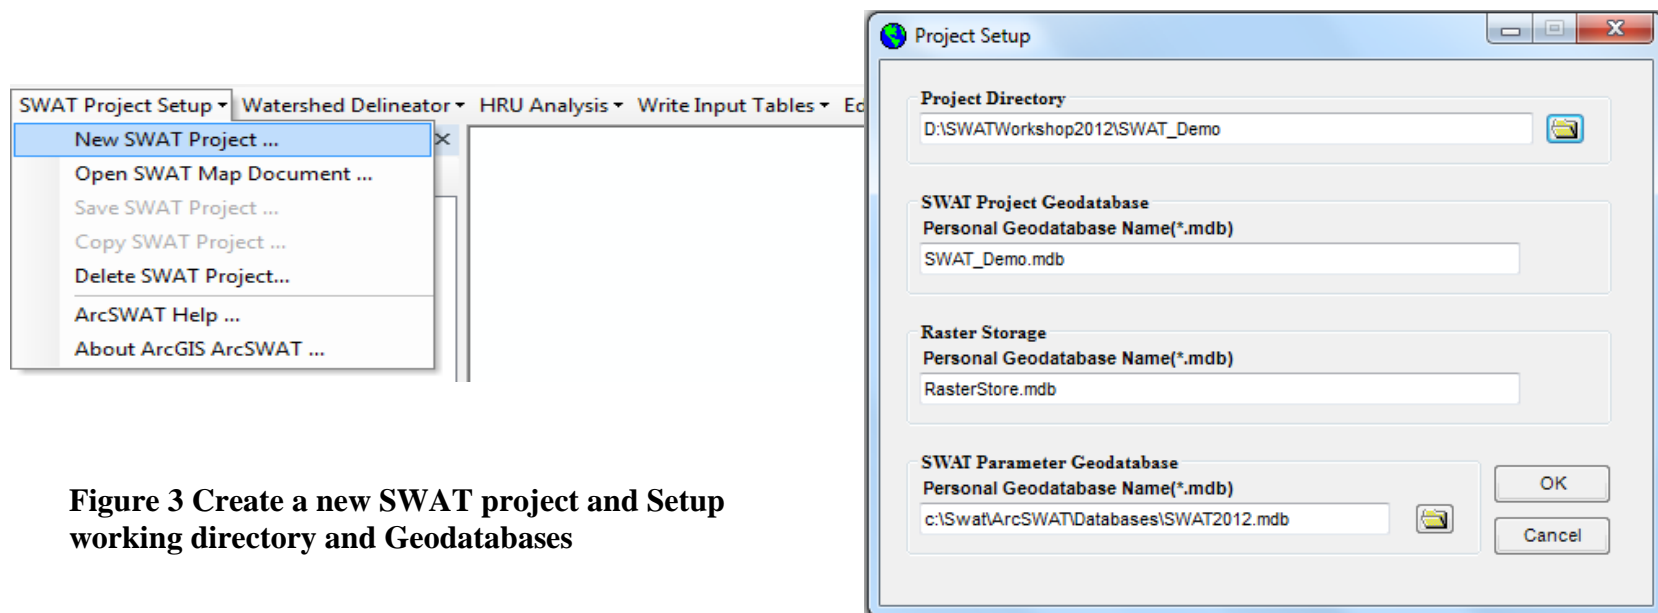 SWAT Project Setup Watershed Delineator HRU Analysis Write Input Tables Ed
New SWAT Project ...
Open SWAT Map Document ...
Save SWAT Project ...
Copy SWAT Project ...
Delete SWAT Project...
ArcSWAT Help ...
About ArcGIS ArcSWAT ...
Figure 3 Create a new SWAT project and Setup
working directory and Geodatabases
Project Setup
Project Directory
D:\SWATWorkshop2012\SWAT_Demo
SWAT Project Geodatabase
Personal Geodatabase Name(*.mdb)
SWAT_Demo.mdb
Raster Storage
Personal Geodatabase Name(*.mdb)
RasterStore.mdb
SWAT Parameter Geodatabase
Personal Geodatabase Name(*.mdb)
c:\Swat\ArcSWAT\Databases\SWAT2012.mdb
OK
Cancel